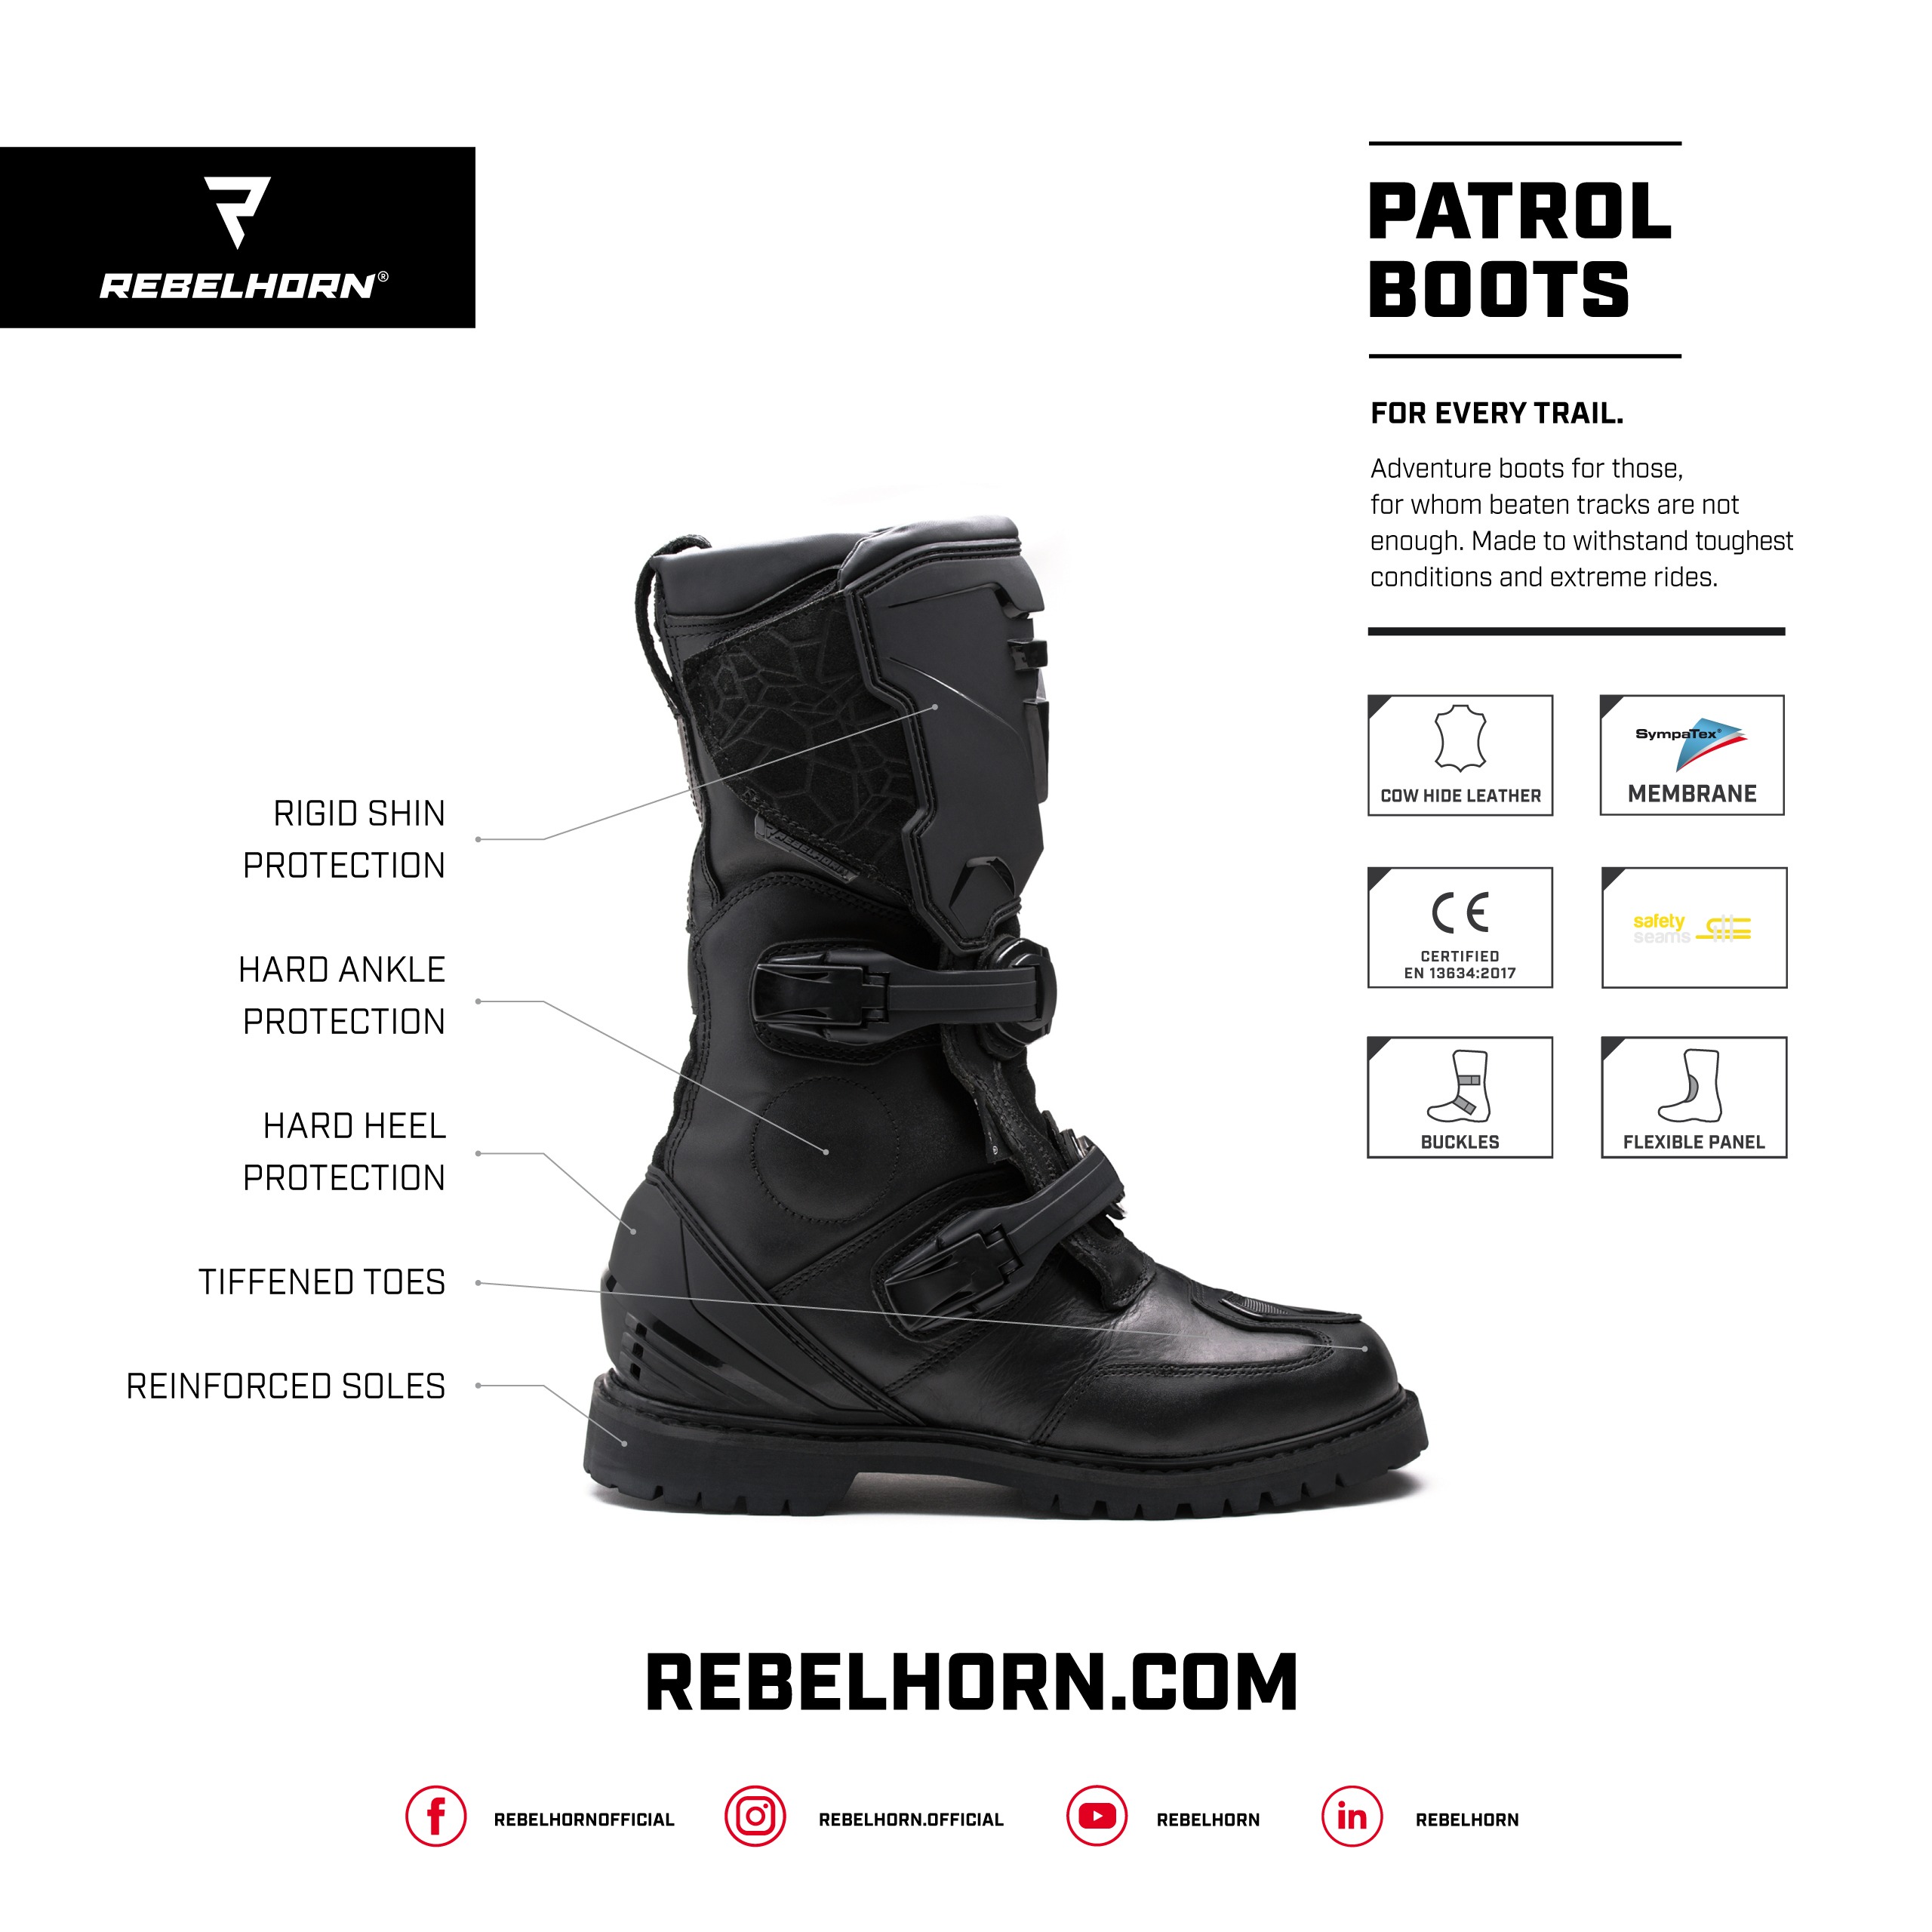 REBELHORN®
PATROL
BOOTS
FOR EVERY TRAIL.
Adventure boots for those,
for whom beaten tracks are not
enough. Made to withstand toughest
conditions and extreme rides.
COW HIDE LEATHER
SympaTex®
MEMBRANE
CE
CERTIFIED
EN 13634:2017
safety
seams
BUCKLES
FLEXIBLE PANEL
RIGID SHIN
PROTECTION
HARD ANKLE
PROTECTION
HARD HEEL
PROTECTION
TIFFENED TOES
REINFORCED SOLES
REBELHORN
REBELHORN.COM
REBELHORNOFFICIAL
REBELHORN.OFFICIAL
REBELHORN
REBELHORN